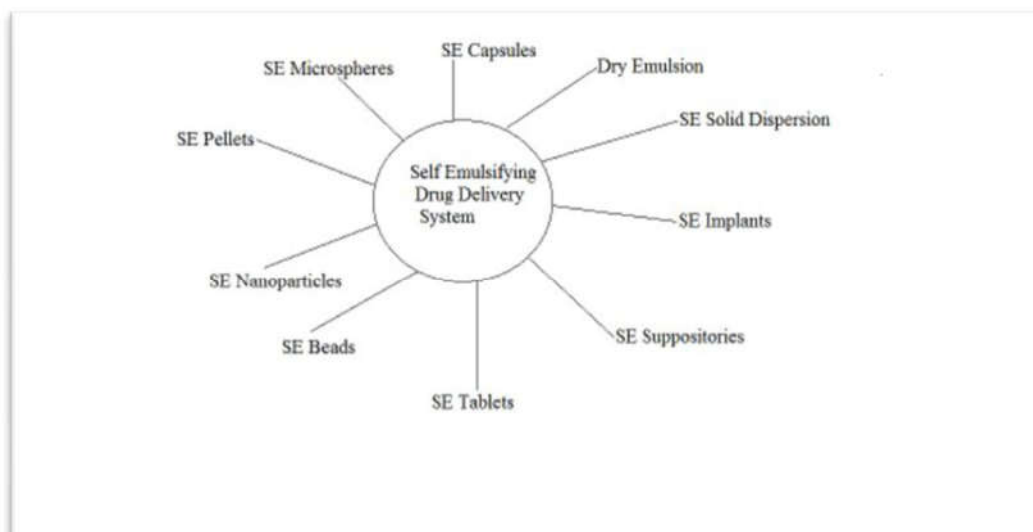 SE Capsules
Dry Emulsion
SE Microspheres
SE Solid Dispersion
SE Pellets
Self Emulsifying
Drug Delivery
System
SE Implants
SE Nanoparticles
SE Suppositories
SE Beads
SE Tablets